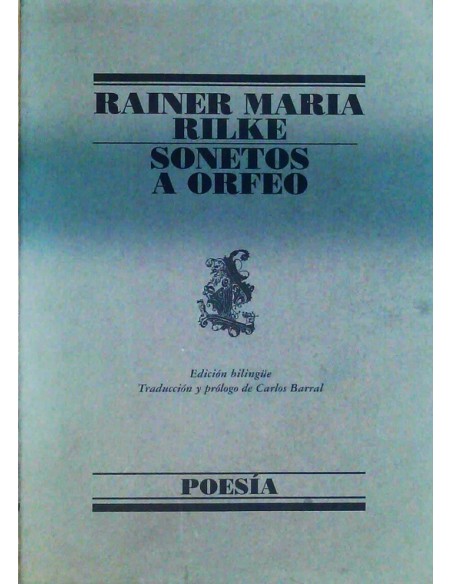 RAINER MARIA
RILKE
SONETOS
A ORFEO
Edición bilingüe
Traducción y prólogo de Carlos Barral
POESÍA